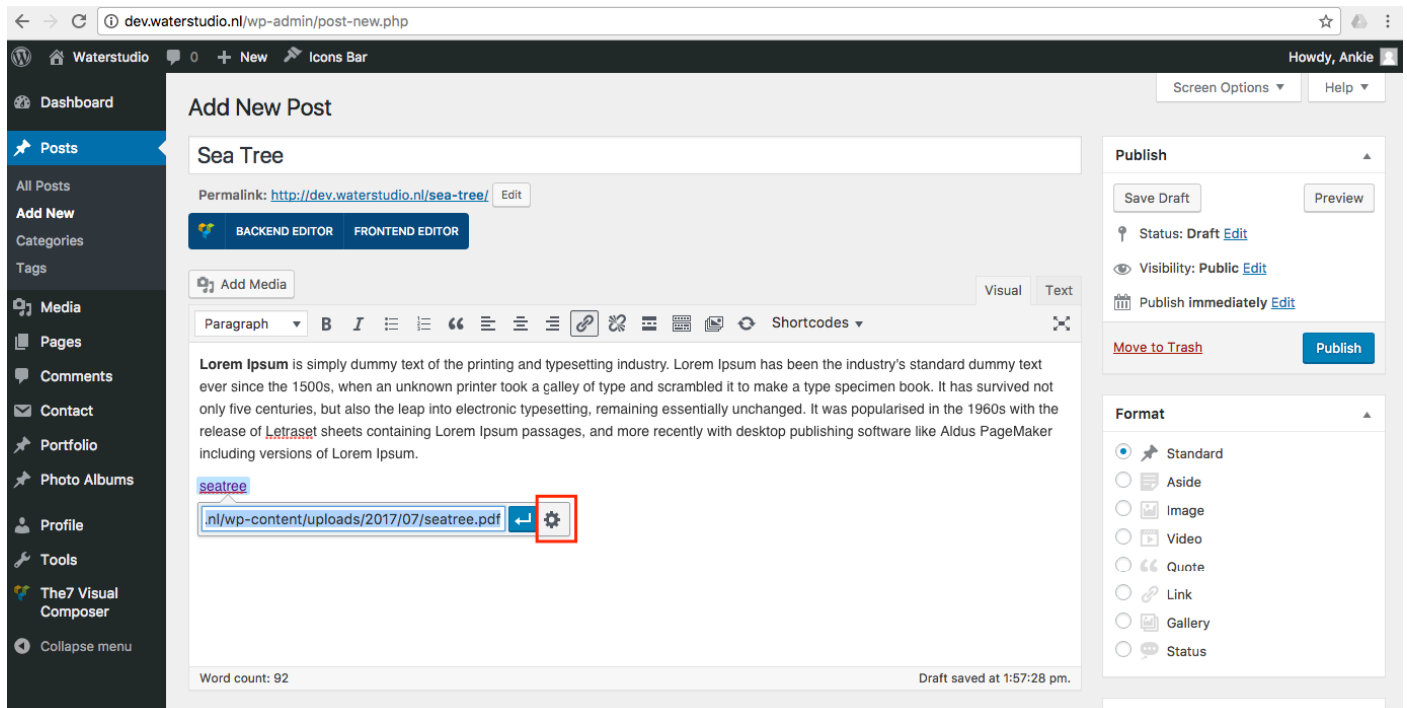 dev.waterstudio.nl/wp-admin/post-new.php
Waterstudio 0 New Icons Bar Howdy, Ankie
Screen Options Help
Dashboard
Posts
All Posts
Add New
Categories
Tags
Media
Pages
Comments
Contact
Portfolio
Photo Albums
Profile
Tools
The7 Visual
Composer
Collapse menu
Add New Post
Sea Tree
Permalink: http://dev.waterstudio.nl/sea-tree/ Edit
BACKEND EDITOR FRONTEND EDITOR
Add Media
Visual Text
Paragraph B I Shortcodes
Lorem Ipsum is simply dummy text of the printing and typesetting industry. Lorem Ipsum has been the industry's standard dummy text
ever since the 1500s, when an unknown printer took a galley of type and scrambled it to make a type specimen book. It has survived not
only five centuries, but also the leap into electronic typesetting, remaining essentially unchanged. It was popularised in the 1960s with the
release of Letraset sheets containing Lorem Ipsum passages, and more recently with desktop publishing software like Aldus PageMaker
including versions of Lorem Ipsum.
seatree
.nl/wp-content/uploads/2017/07/seatree.pdf
Word count: 92 Draft saved at 1:57:28 pm.
Publish
Save Draft Preview
Status: Draft Edit
Visibility: Public Edit
Publish immediately Edit
Move to Trash Publish
Format
Standard
Aside
Image
Video
Quote
Link
Gallery
Status